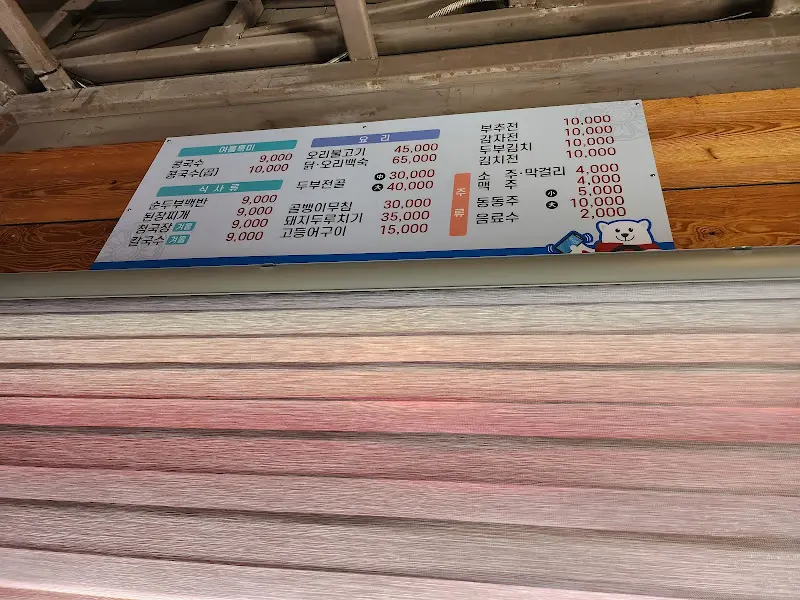 여름별미
콩국수 9,000
콩국수(곱) 10,000
식사류
순두부백반 9,000
된장찌개 9,000
청국장 겨울 9,000
칼국수 겨울 9,000
요리
오리불고기 45,000
닭·오리백숙 65,000
두부전골 中 30,000
大 40,000
골뱅이무침 30,000
돼지두루치기 35,000
고등어구이 15,000
부추전 10,000
감자전 10,000
두부김치 10,000
김치전 10,000
주류
소주·막걸리 4,000
맥주 4,000
동동주 小 5,000
大 10,000
음료수 2,000